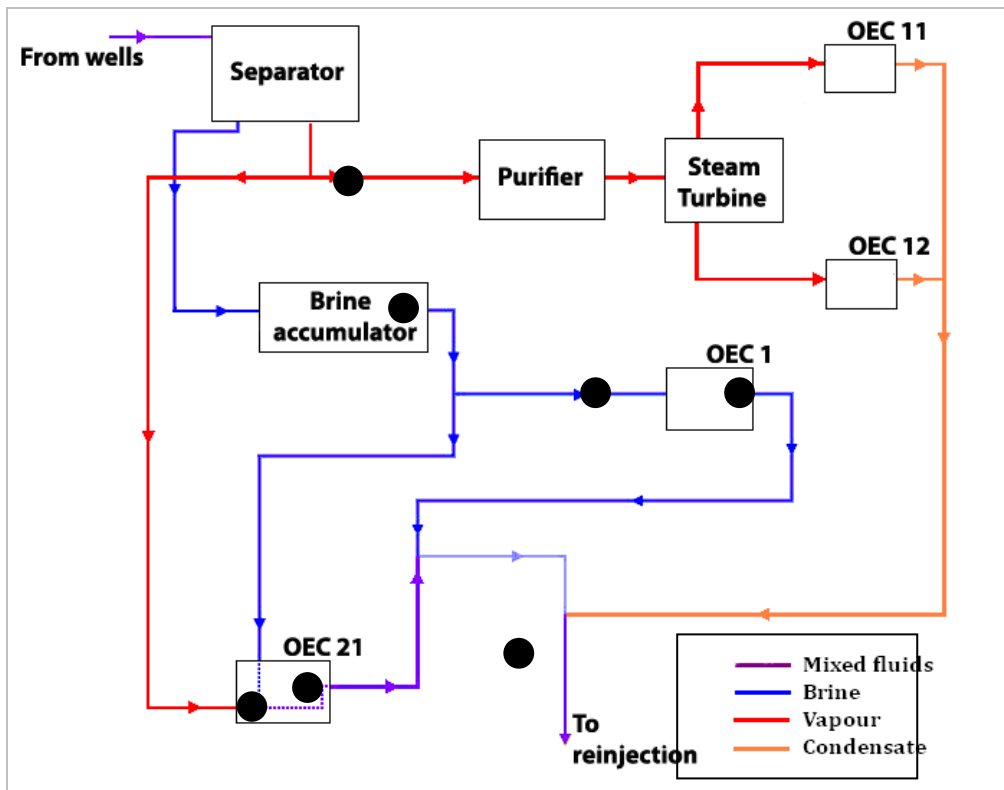 From wells
Separator
OEC 11
Purifier
Steam
Turbine
OEC 12
Brine
accumulator
OEC 1
OEC 21
To
reinjection
Mixed fluids
Brine
Vapour
Condensate